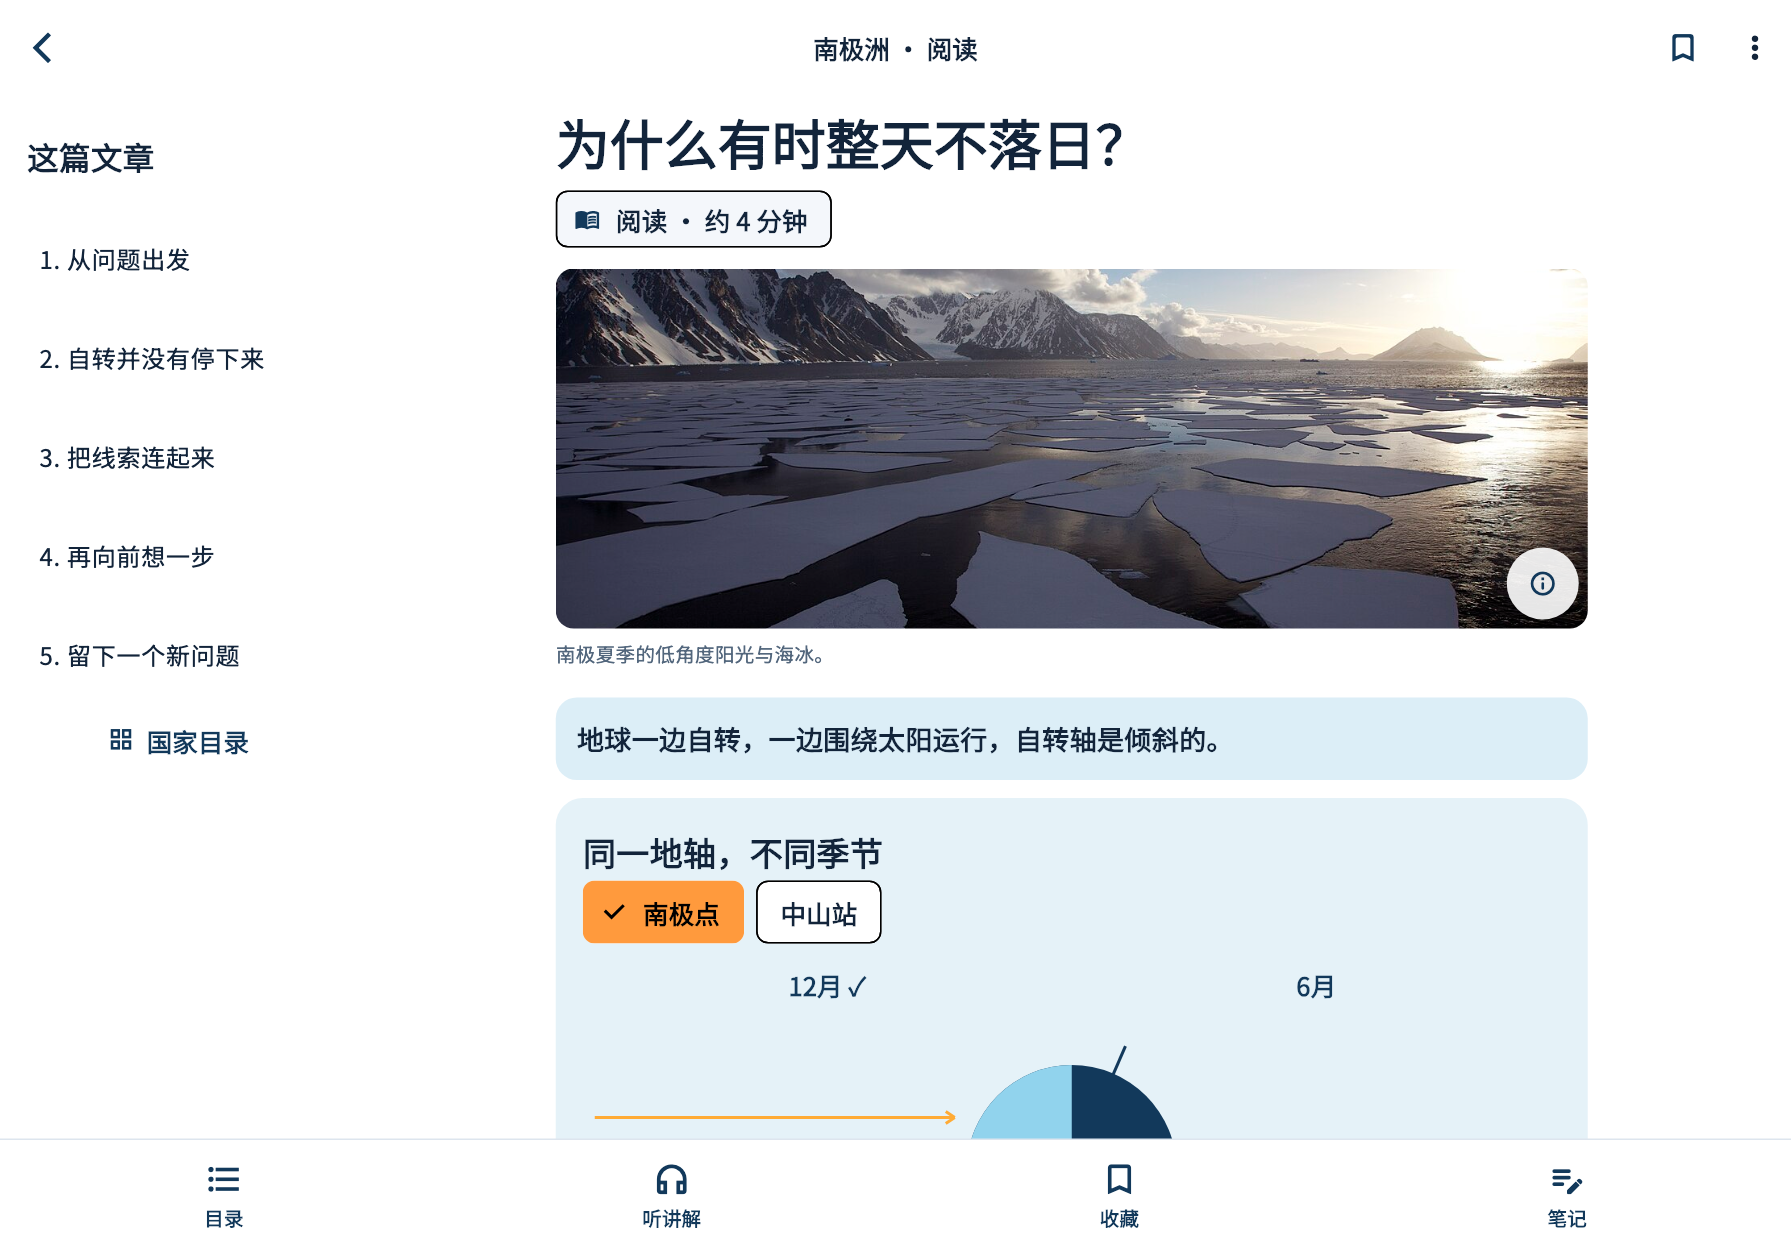 南极洲 · 阅读
这篇文章
1. 从问题出发
2. 自转并没有停下来
3. 把线索连起来
4. 再向前想一步
5. 留下一个新问题
国家目录
为什么有时整天不落日？
阅读 · 约 4 分钟
南极夏季的低角度阳光与海冰。
地球一边自转，一边围绕太阳运行，自转轴是倾斜的。
同一地轴，不同季节
南极点 中山站
12月 ✓ 6月
目录 听讲解 收藏 笔记